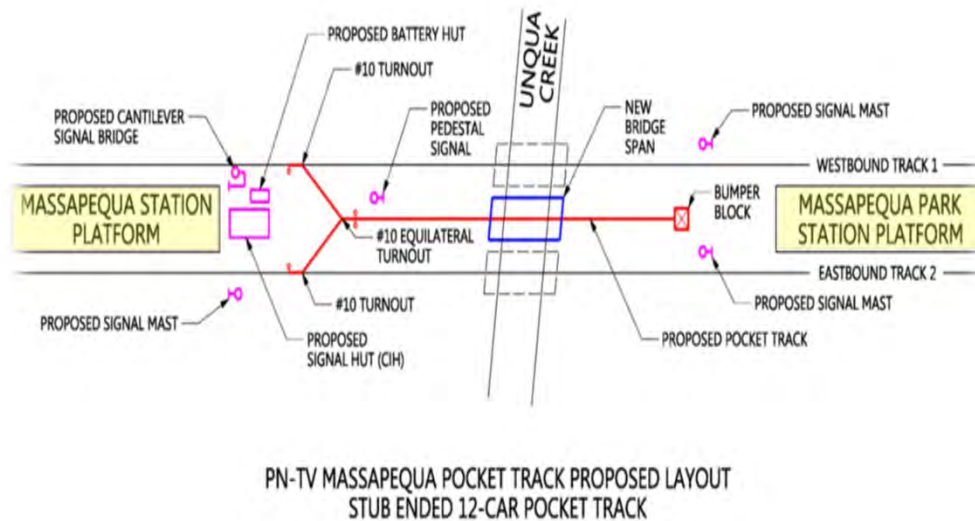 PROPOSED BATTERY HUT
#10 TURNOUT
PROPOSED CANTILEVER
SIGNAL BRIDGE
PROPOSED
PEDESTAL
SIGNAL
UNQUA
CREEK
NEW
BRIDGE
SPAN
PROPOSED SIGNAL MAST
WESTBOUND TRACK 1
MASSAPEQUA STATION
PLATFORM
BUMPER
BLOCK
MASSAPEQUA PARK
STATION PLATFORM
#10 EQUILATERAL
TURNOUT
EASTBOUND TRACK 2
#10 TURNOUT
PROPOSED SIGNAL MAST
PROPOSED SIGNAL MAST
PROPOSED
SIGNAL HUT (CIH)
PROPOSED POCKET TRACK
PN-TV MASSAPEQUA POCKET TRACK PROPOSED LAYOUT
STUB ENDED 12-CAR POCKET TRACK